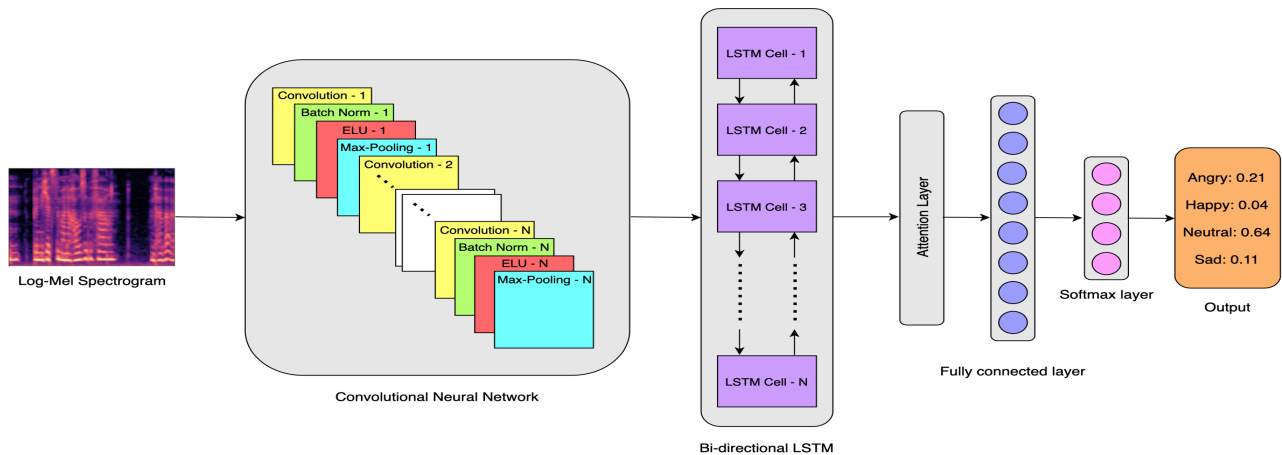 Log-Mel Spectrogram
Convolution - 1
Batch Norm - 1
ELU - 1
Max-Pooling - 1
Convolution - 2
Convolution - N
Batch Norm - N
ELU - N
Max-Pooling - N
Convolutional Neural Network
LSTM Cell - 1
LSTM Cell - 2
LSTM Cell - 3
LSTM Cell - N
Bi-directional LSTM
Attention Layer
Fully connected layer
Softmax layer
Angry: 0.21
Happy: 0.04
Neutral: 0.64
Sad: 0.11
Output